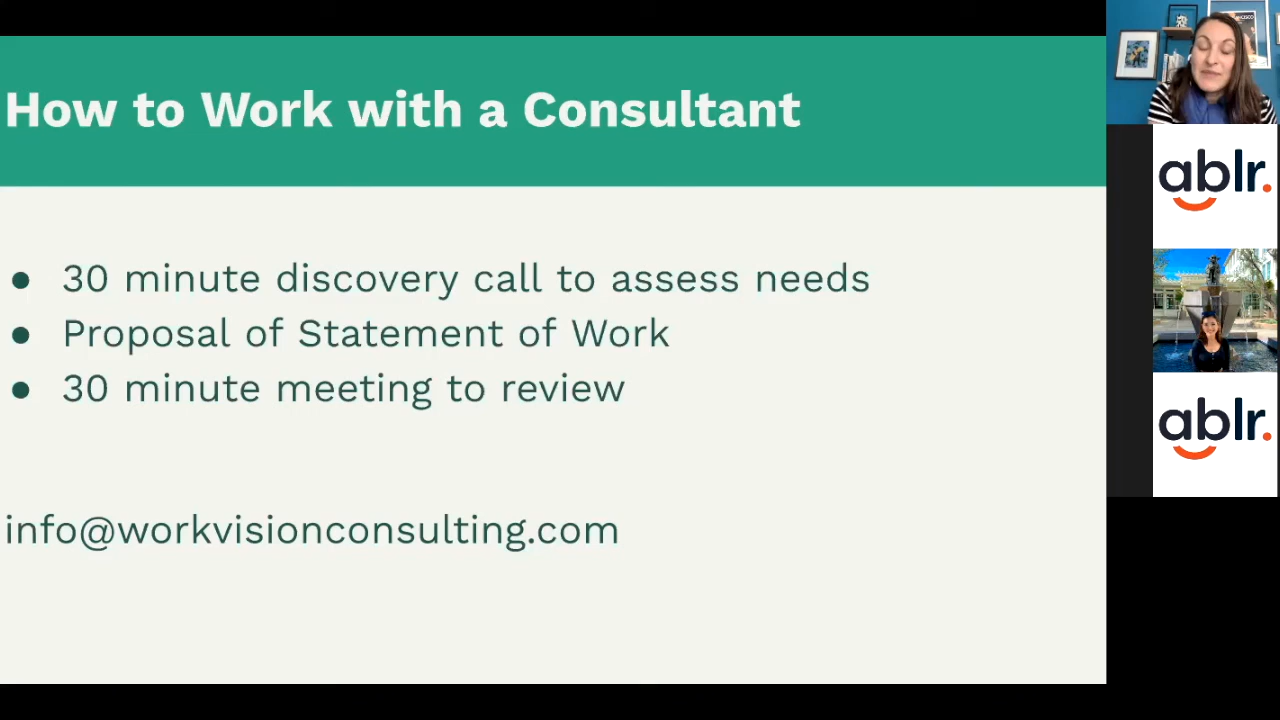 How to Work with a Consultant
● 30 minute discovery call to assess needs
● Proposal of Statement of Work
● 30 minute meeting to review
info@workvisionconsulting.com
ablr.
ablr.